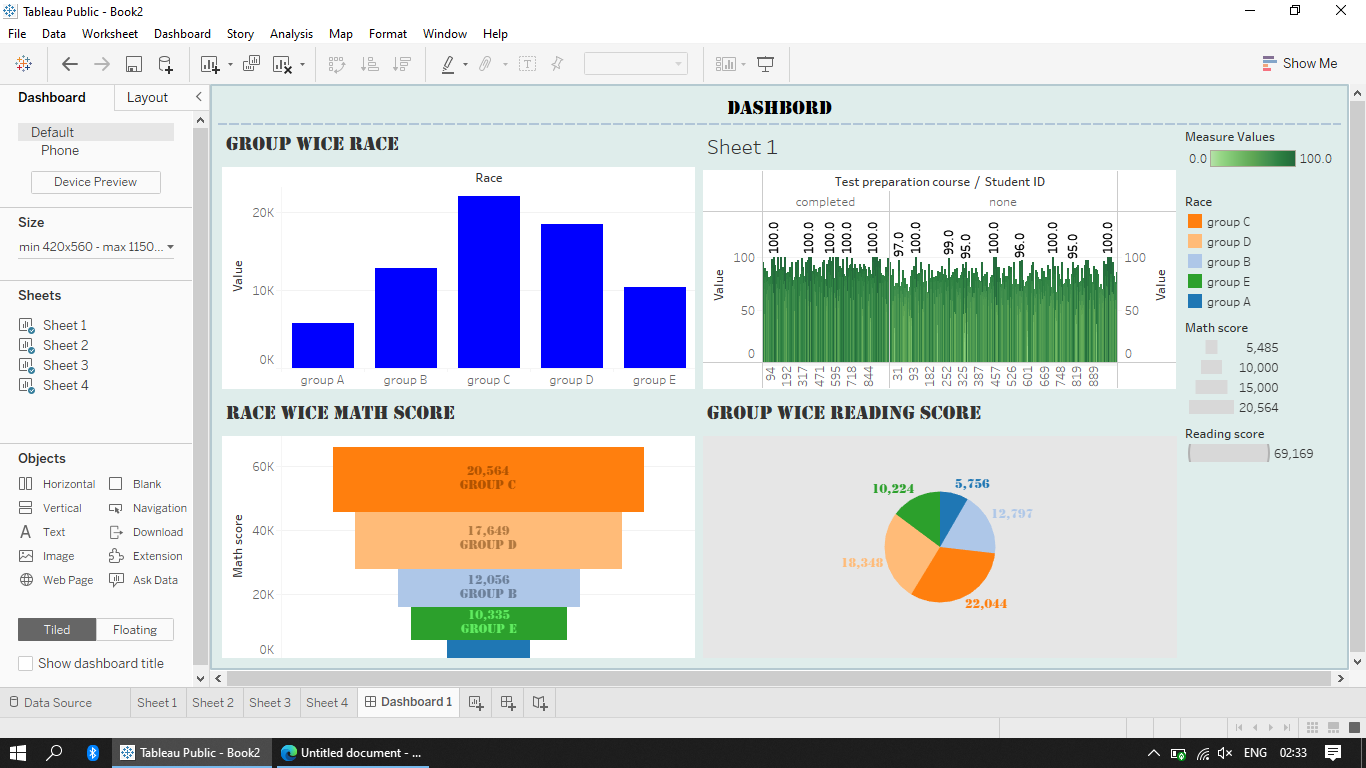 Tableau Public - Book2
File Data Worksheet Dashboard Story Analysis Map Format Window Help
Show Me
Dashboard Layout
Default
Phone
Device Preview
Size
min 420x560 - max 1150...
Sheets
Sheet 1
Sheet 2
Sheet 3
Sheet 4
Objects
Horizontal Blank
Vertical Navigation
Text Download
Image Extension
Web Page Ask Data
Tiled Floating
Show dashboard title
DASHBORD
GROUP WICE RACE
Race
20K
10K
0K
Value
group A group B group C group D group E
Sheet 1
Test preparation course / Student ID
completed none
100.0 100.0 100.0 100.0 100.0 97.0 100.0 99.0 95.0 100.0 96.0 100.0 95.0 100.0
100 100
50 50
0 0
Value Value
94 192 317 471 595 718 844 31 93 182 252 325 387 457 526 601 669 748 819 889
RACE WICE MATH SCORE
60K
40K
20K
0K
Math score
20,564
GROUP C
17,649
GROUP D
12,056
GROUP B
10,335
GROUP E
GROUP WICE READING SCORE
10,224 5,756
12,797
18,348
22,044
Measure Values
0.0 100.0
Race
group C
group D
group B
group E
group A
Math score
5,485
10,000
15,000
20,564
Reading score
69,169
Data Source Sheet 1 Sheet 2 Sheet 3 Sheet 4 Dashboard 1
Tableau Public - Book2 Untitled document - ... ENG 02:33